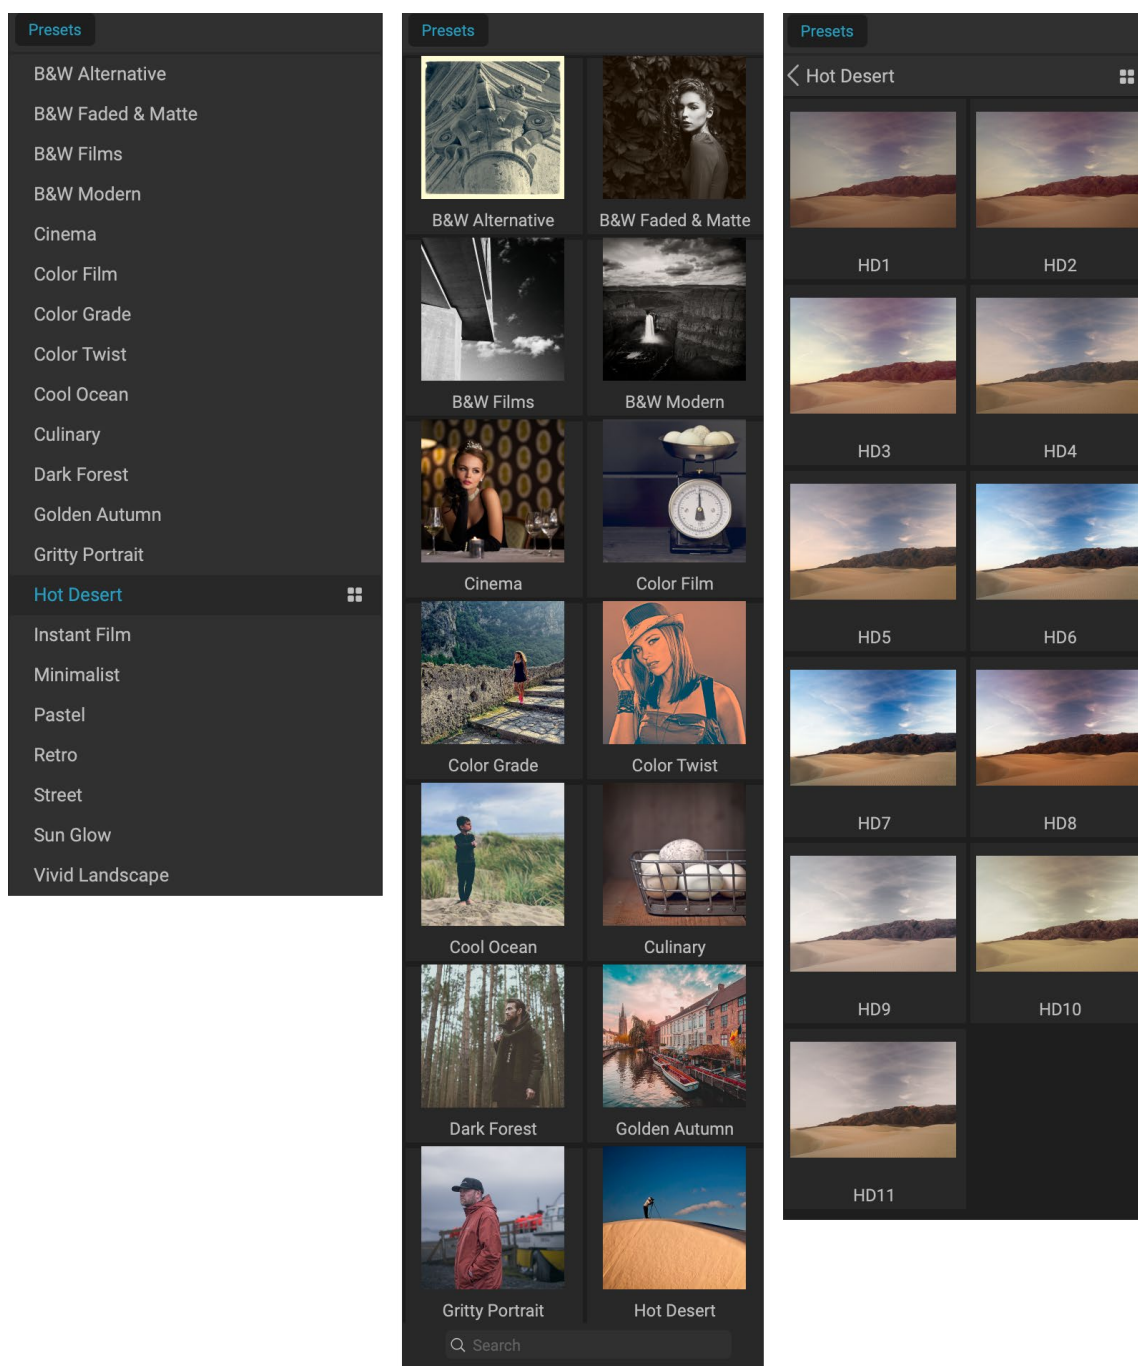 Presets
B&W Alternative
B&W Faded & Matte
B&W Films
B&W Modern
Cinema
Color Film
Color Grade
Color Twist
Cool Ocean
Culinary
Dark Forest
Golden Autumn
Gritty Portrait
Hot Desert
Instant Film
Minimalist
Pastel
Retro
Street
Sun Glow
Vivid Landscape
Presets
B&W Alternative B&W Faded & Matte
B&W Films B&W Modern
Cinema Color Film
Color Grade Color Twist
Cool Ocean Culinary
Dark Forest Golden Autumn
Gritty Portrait Hot Desert
Search
Presets
Hot Desert
HD1 HD2
HD3 HD4
HD5 HD6
HD7 HD8
HD9 HD10
HD11